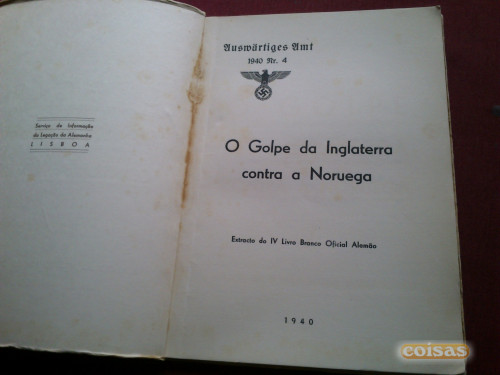 Serviço de Informação
da Legação da Alemanha
LISBOA
Auswärtiges Amt
1940 Nr. 4
O Golpe da Inglaterra
contra a Noruega
Extracto do IV Livro Branco Oficial Alemão
1940
coisas